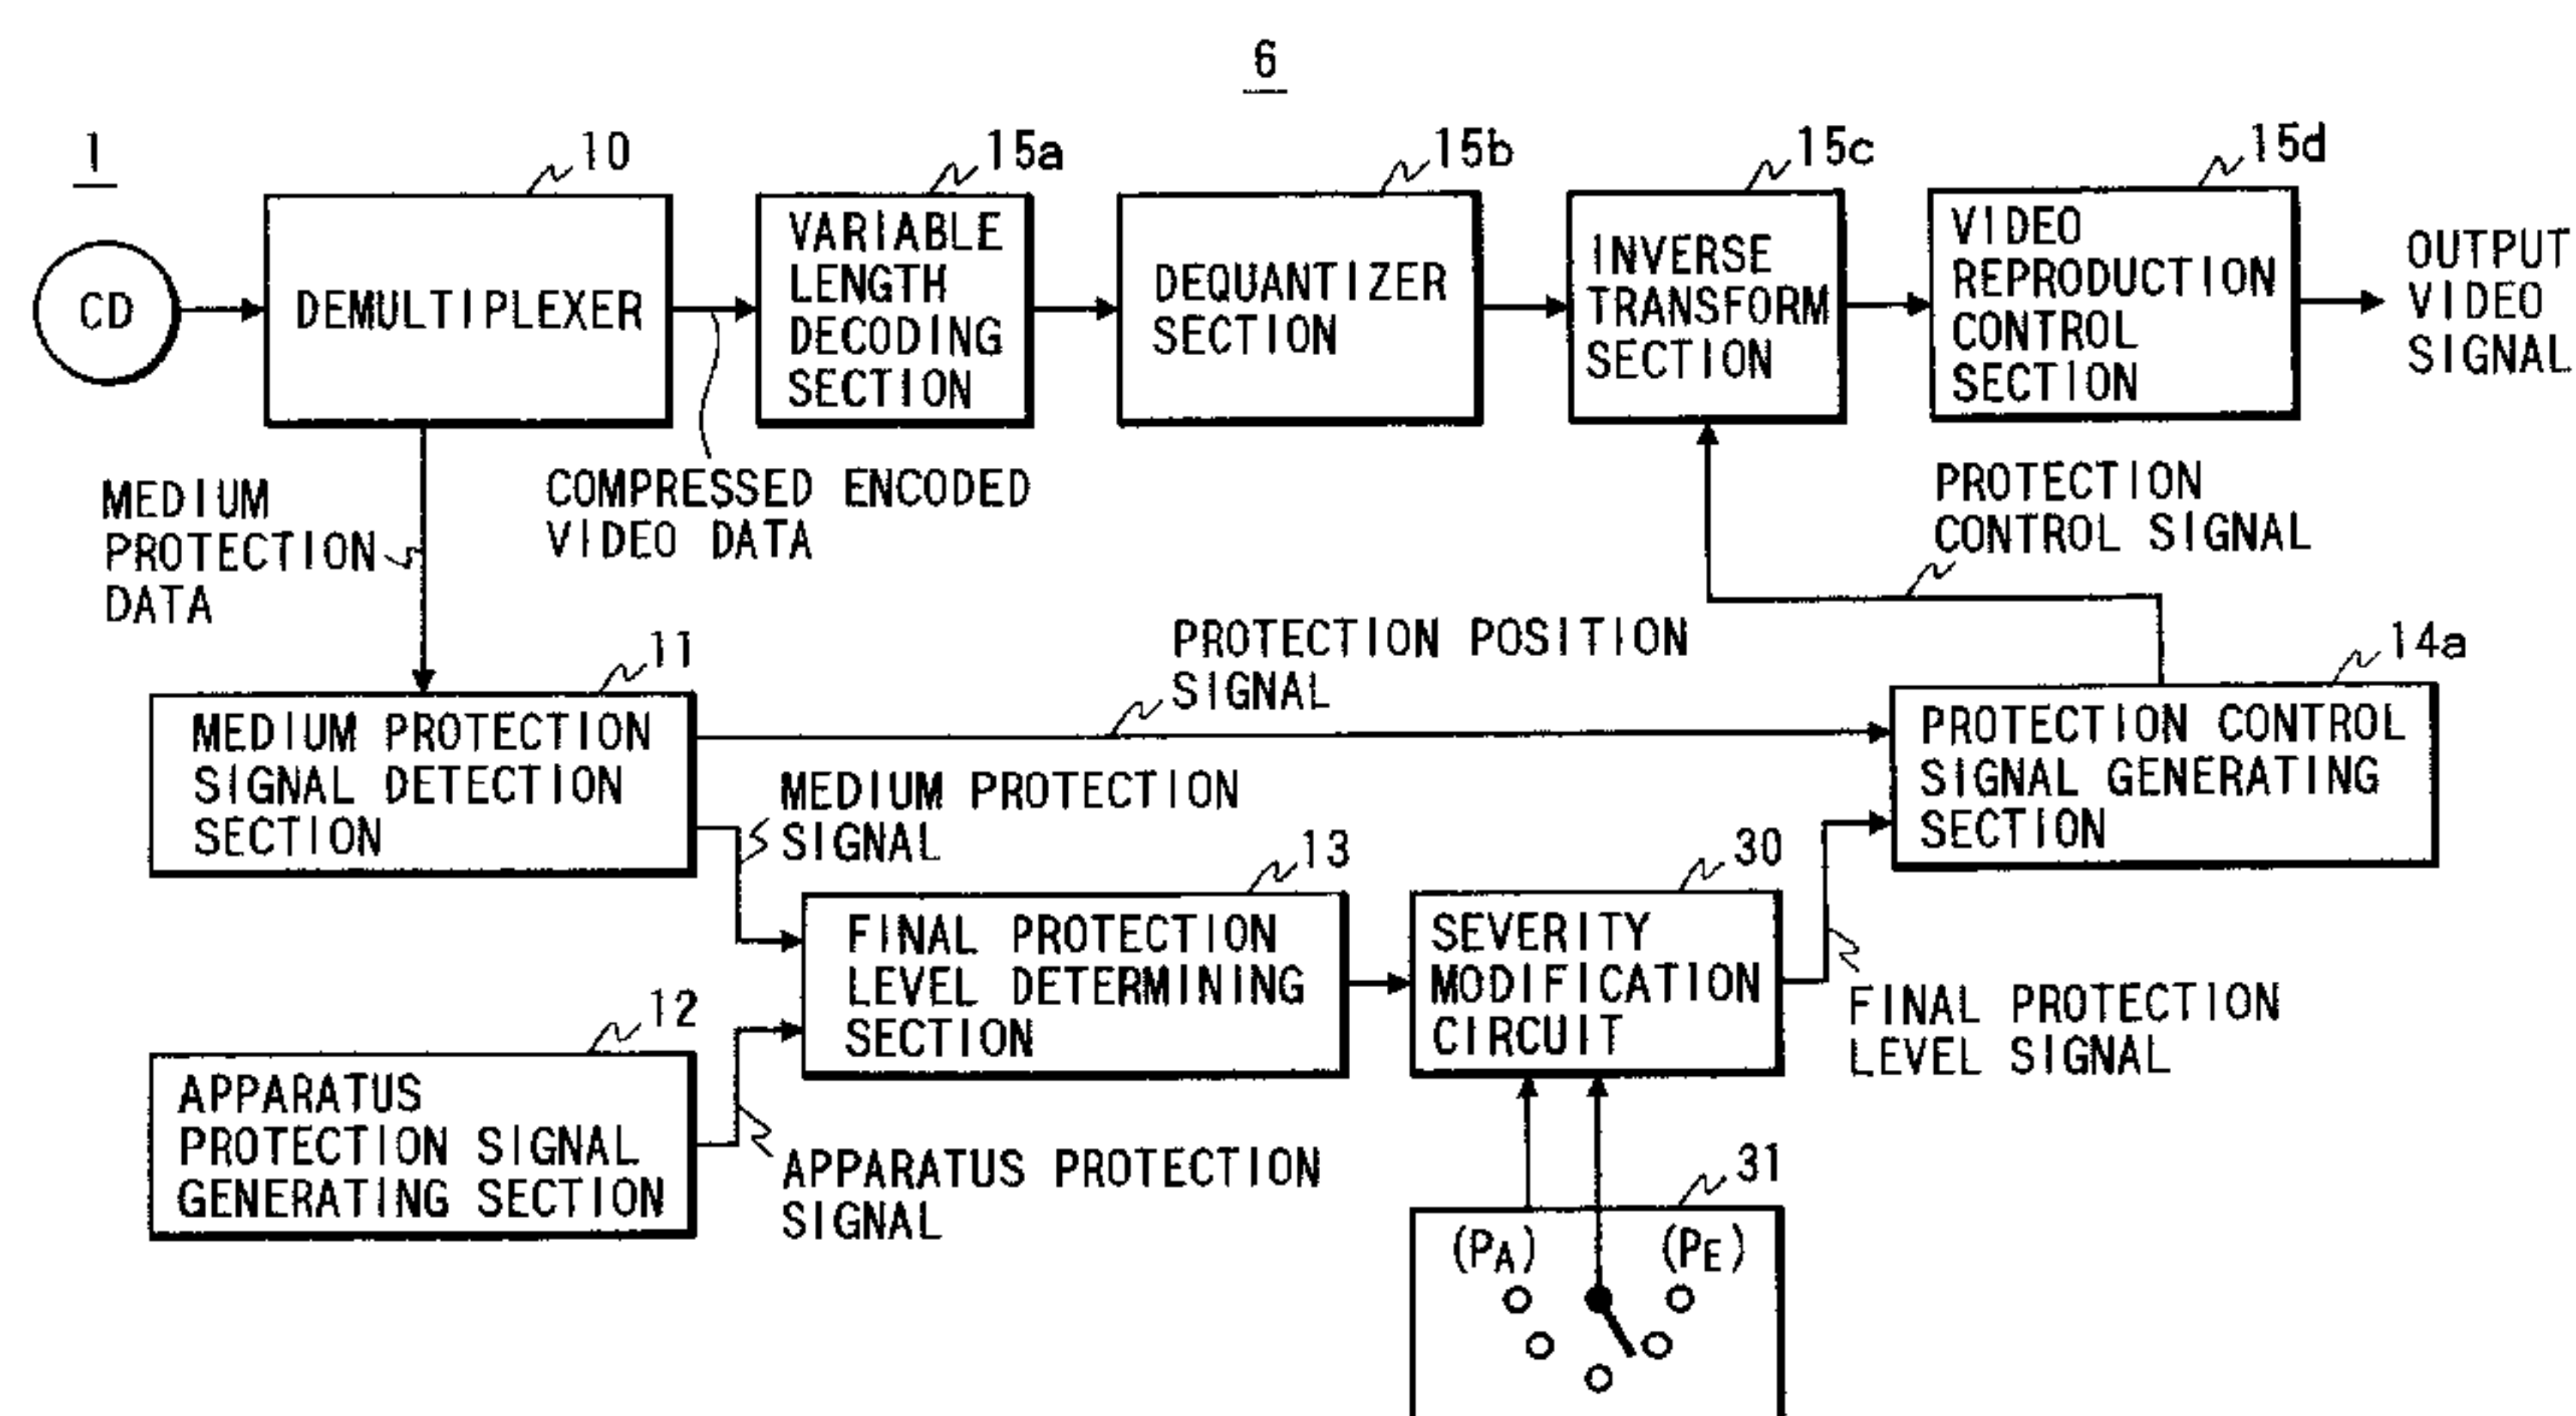 6
1
10
15a
15b
15c
15d
CD
DEMULTIPLEXER
VARIABLE
LENGTH
DECODING
SECTION
DEQUANTIZER
SECTION
INVERSE
TRANSFORM
SECTION
VIDEO
REPRODUCTION
CONTROL
SECTION
OUTPUT
VIDEO
SIGNAL
MEDIUM
PROTECTION
DATA
COMPRESSED ENCODED
VIDEO DATA
PROTECTION
CONTROL SIGNAL
11
PROTECTION POSITION
SIGNAL
14a
MEDIUM PROTECTION
SIGNAL DETECTION
SECTION
PROTECTION CONTROL
SIGNAL GENERATING
SECTION
MEDIUM PROTECTION
SIGNAL
13
30
FINAL PROTECTION
LEVEL DETERMINING
SECTION
SEVERITY
MODIFICATION
CIRCUIT
FINAL PROTECTION
LEVEL SIGNAL
12
APPARATUS
PROTECTION SIGNAL
GENERATING SECTION
APPARATUS PROTECTION
SIGNAL
31
(PA)
(PE)